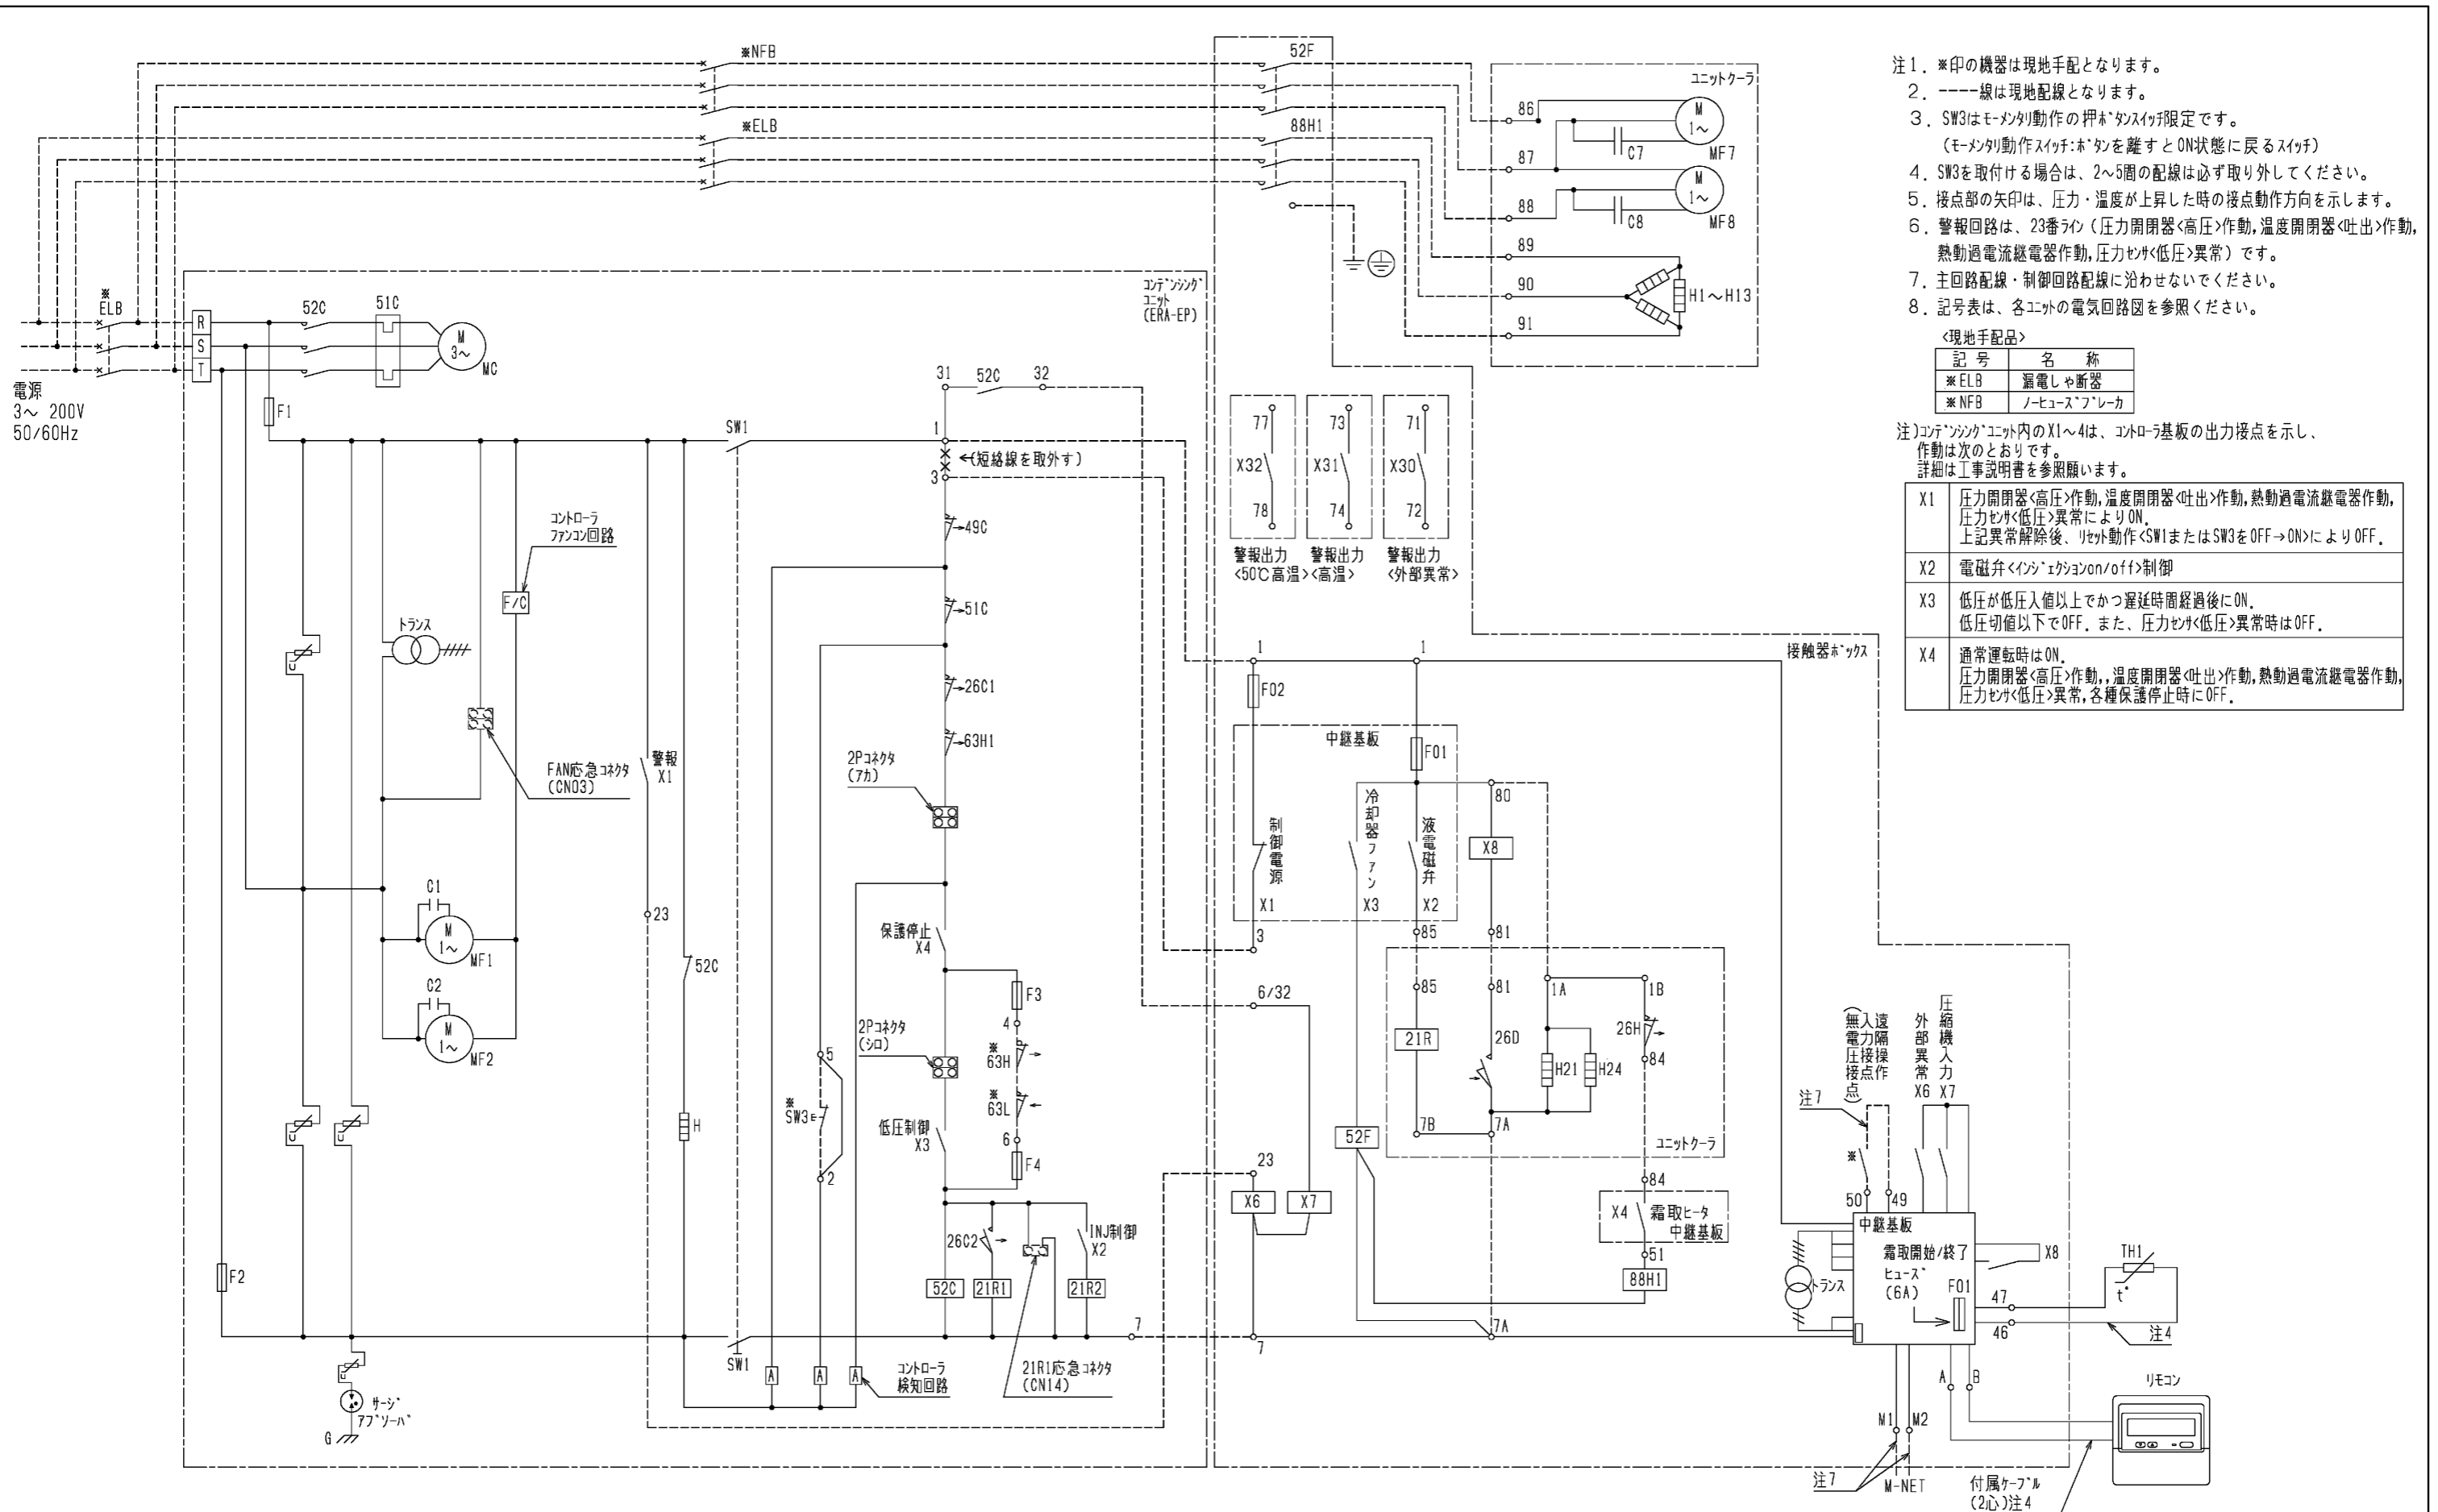 ※NFB
52F
ユニットクーラ
86
M
1～
C7
MF7
※ELB
88H1
87
M
1～
88
C8
MF8
89
90
H1～H13
91
注1．※印の機器は現地手配となります。
2．----線は現地配線となります。
3．SW3はモーメンタリ動作の押ボタンスイッチ限定です。
(モーメンタリ動作スイッチ:ボタンを離すとON状態に戻るスイッチ)
4．SW3を取付ける場合は、2～5間の配線は必ず取り外してください。
5．接点部の矢印は、圧力・温度が上昇した時の接点動作方向を示します。
6．警報回路は、23番ライン（圧力開閉器<高圧>作動,温度開閉器<吐出>作動,
熱動過電流継電器作動,圧力センサ<低圧>異常）です。
7．主回路配線・制御回路配線に沿わせないでください。
8．記号表は、各ユニットの電気回路図を参照ください。
<現地手配品>
記号 名 称
※ELB 漏電しゃ断器
※NFB ノーヒューズブレーカ
注)コンデンシングユニット内のX1～4は、コントローラ基板の出力接点を示し、
作動は次のとおりです。
詳細は工事説明書を参照願います。
X1 圧力開閉器<高圧>作動,温度開閉器<吐出>作動,熱動過電流継電器作動,
圧力センサ<低圧>異常によりON．
上記異常解除後、リセット動作<SW1またはSW3をOFF→ON>によりOFF．
X2 電磁弁<インジェクションon/off>制御
X3 低圧が低圧入値以上でかつ遅延時間経過後にON．
低圧切値以下でOFF．また、圧力センサ<低圧>異常時はOFF．
X4 通常運転時はON．
圧力開閉器<高圧>作動,,温度開閉器<吐出>作動,熱動過電流継電器作動,
圧力センサ<低圧>異常,各種保護停止時にOFF．
コンデンシング
ユニット
(ERA-EP)
※
ELB
R
S
T
52C
51C
M
3～
MC
電源
3～ 200V
50/60Hz
F1
SW1
31
52C
32
1
←(短絡線を取外す)
3
49C
51C
26C1
63H1
コントローラ
ファンコン回路
F/C
トランス
FAN応急コネクタ
(CN03)
警報
X1
23
52C
H
C1
M
1～
MF1
C2
M
1～
MF2
F2
サージ
アブソーバ
G
2Pコネクタ
(アカ)
保護停止
X4
F3
4
※
63H
※
63L
6
F4
2Pコネクタ
(シロ)
低圧制御
X3
5
※
SW3
2
26C2
INJ制御
X2
52C
21R1
21R2
7
SW1
A
A
A
コントローラ
検知回路
21R1応急コネクタ
(CN14)
77
X32
78
警報出力
<50℃高温>
73
X31
74
警報出力
<高温>
71
X30
72
警報出力
<外部異常>
接触器ボックス
1
1
F02
中継基板
F01
制御電源
X1
冷却器ファン
X3
液電磁弁
X2
80
X8
3
85
81
85
81
1A
1B
6/32
21R
26D
H21
H24
26H
84
7B
7A
ユニットクーラ
52F
23
X6
X7
84
X4
霜取ヒータ
中継基板
51
88H1
7
7A
遠隔操作
入力接点
(無電圧接点)
外部異常
X6
圧縮機入力
X7
注7
※
50
49
中継基板
霜取開始/終了
X8
ヒューズ
(6A)
F01
トランス
TH1
t°
47
46
注4
A
B
リモコン
M1
M2
注7
M-NET
付属ケーブル
(2心)注4